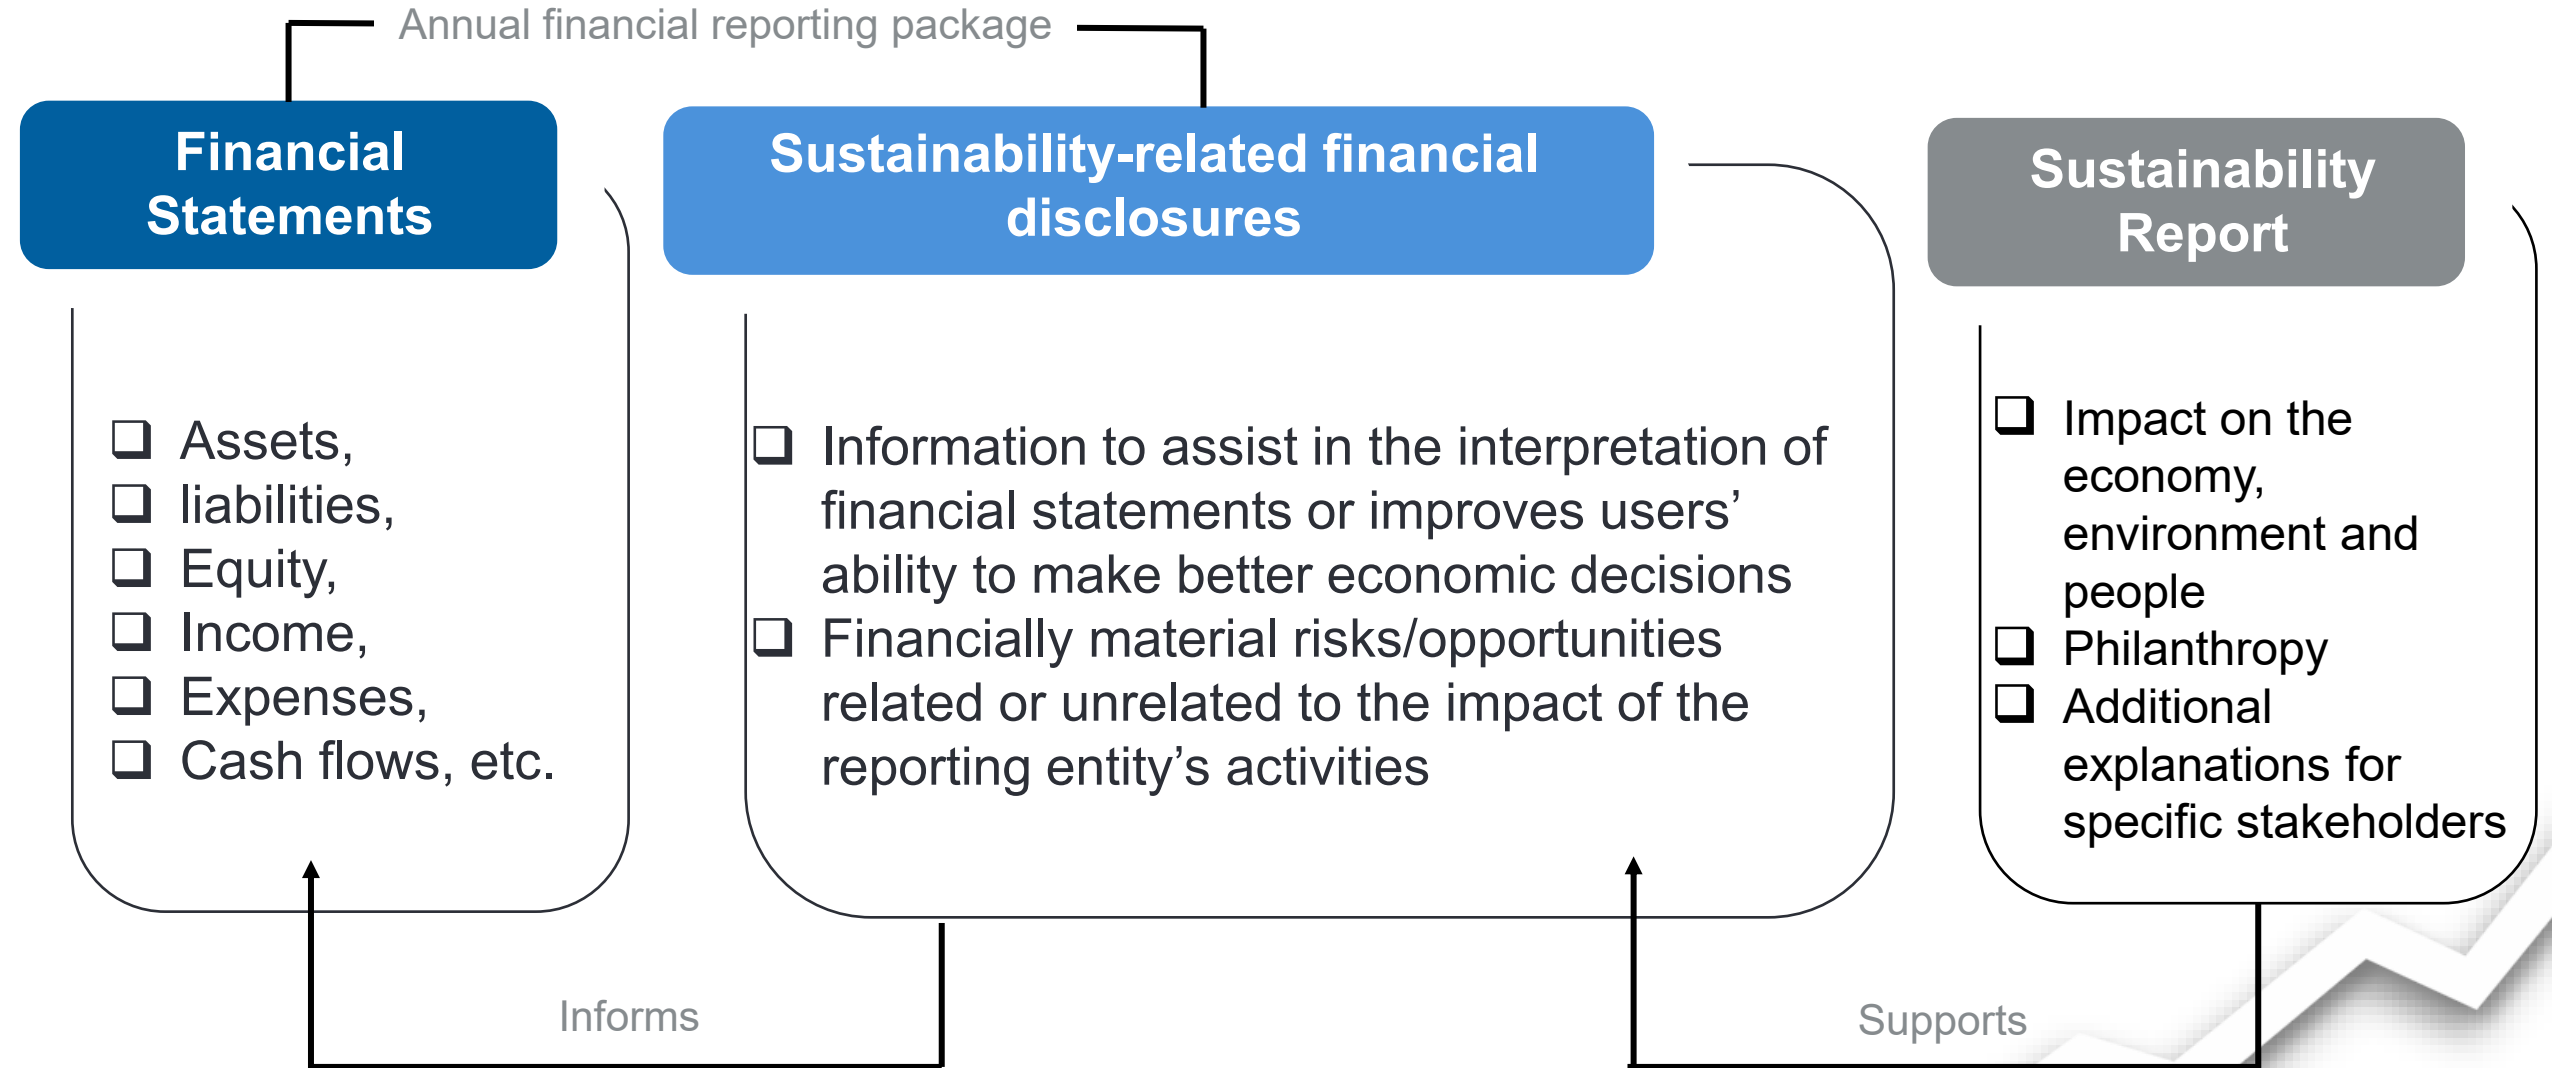 Annual financial reporting package
Financial
Statements
❑ Assets,
❑ liabilities,
❑ Equity,
❑ Income,
❑ Expenses,
❑ Cash flows, etc.
Sustainability-related financial
disclosures
❑ Information to assist in the interpretation of
financial statements or improves users’
ability to make better economic decisions
❑ Financially material risks/opportunities
related or unrelated to the impact of the
reporting entity’s activities
Sustainability
Report
❑ Impact on the
economy,
environment and
people
❑ Philanthropy
❑ Additional
explanations for
specific stakeholders
Informs
Supports